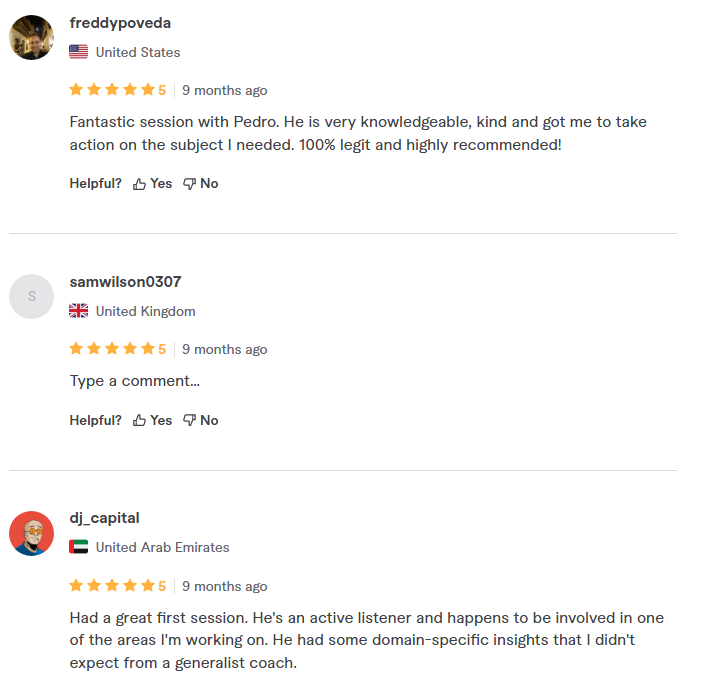 freddypoveda
United States
5 9 months ago
Fantastic session with Pedro. He is very knowledgeable, kind and got me to take
action on the subject I needed. 100% legit and highly recommended!
Helpful? Yes No
S
samwilson0307
United Kingdom
5 9 months ago
Type a comment...
Helpful? Yes No
dj_capital
United Arab Emirates
5 9 months ago
Had a great first session. He's an active listener and happens to be involved in one
of the areas I'm working on. He had some domain-specific insights that I didn't
expect from a generalist coach.